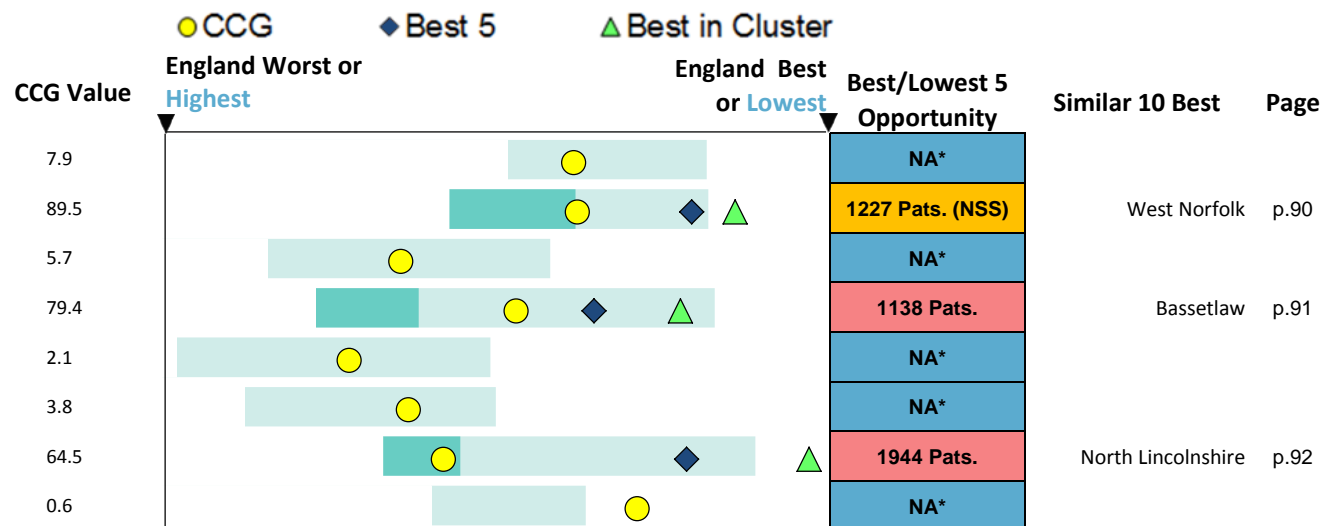 CCG Best 5 Best in Cluster
CCG Value England Worst or Highest England Best or Lowest Best/Lowest 5 Opportunity Similar 10 Best Page
7.9 NA*
89.5 1227 Pats. (NSS) West Norfolk p.90
5.7 NA*
79.4 1138 Pats. Bassetlaw p.91
2.1 NA*
3.8 NA*
64.5 1944 Pats. North Lincolnshire p.92
0.6 NA*